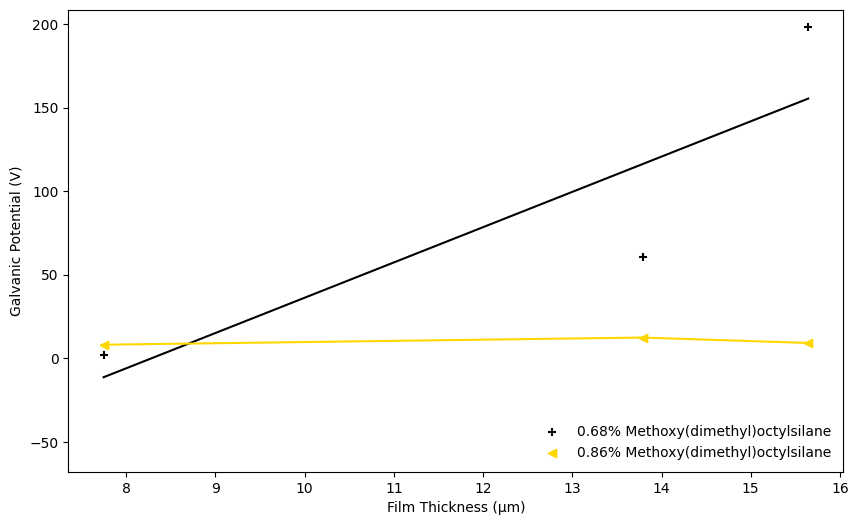 200
150
100
50
0
−50
Galvanic Potential (V)
8 9 10 11 12 13 14 15 16
Film Thickness (μm)
0.68% Methoxy(dimethyl)octylsilane
0.86% Methoxy(dimethyl)octylsilane